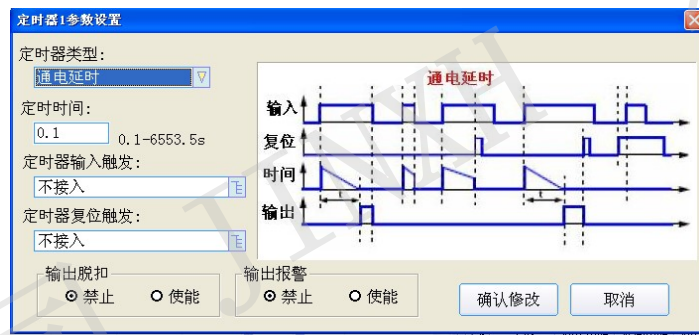 定时器1参数设置
定时器类型:
通电延时
定时时间:
0.1 0.1-6553.5s
定时器输入触发:
不接入
定时器复位触发:
不接入
通电延时
输入
复位
时间
t
t
输出
输出脱扣
禁止 使能
输出报警
禁止 使能
确认修改
取消
JINXH